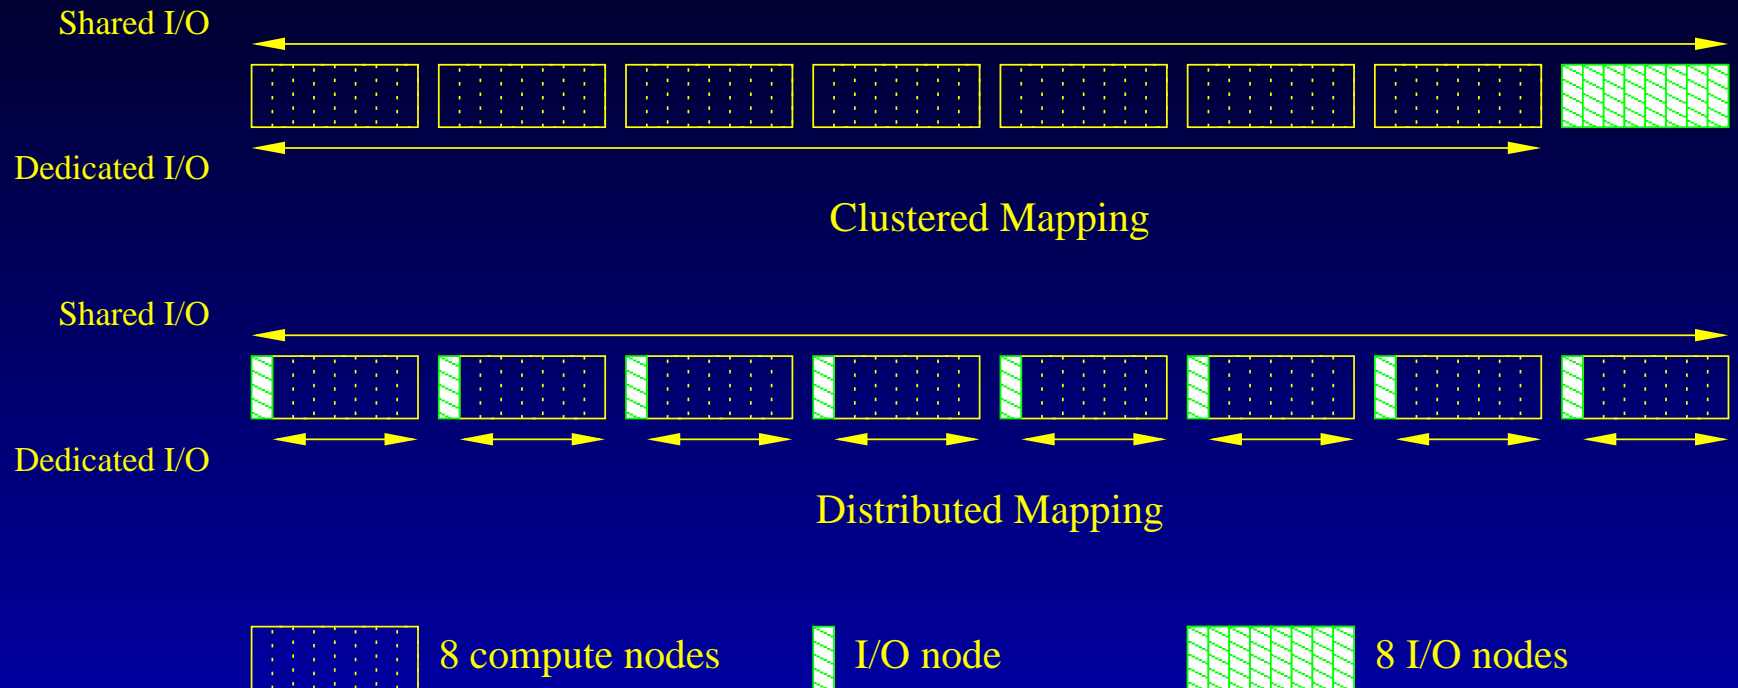 Shared I/O
Dedicated I/O
Clustered Mapping
Shared I/O
Dedicated I/O
Distributed Mapping
8 compute nodes
I/O node
8 I/O nodes